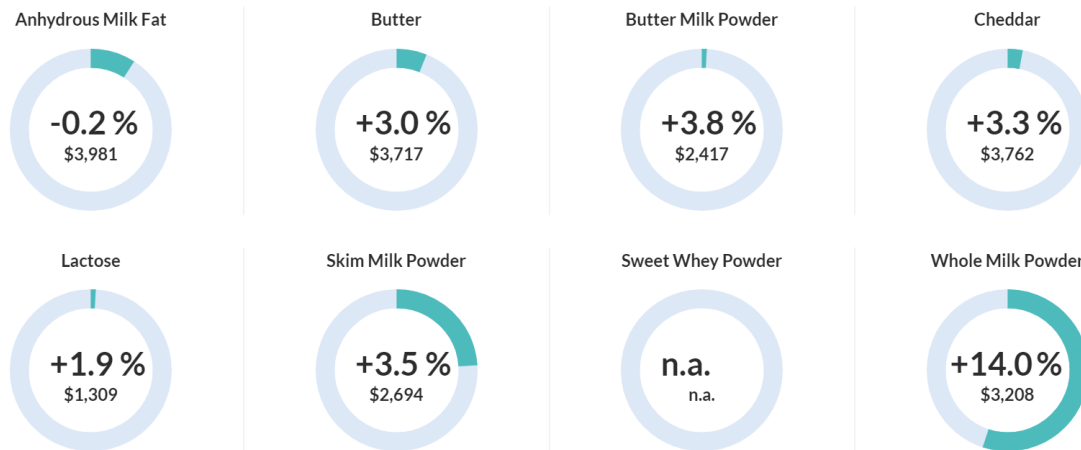 Anhydrous Milk Fat
-0.2 %
$3,981
Butter
+3.0 %
$3,717
Butter Milk Powder
+3.8 %
$2,417
Cheddar
+3.3 %
$3,762
Lactose
+1.9 %
$1,309
Skim Milk Powder
+3.5 %
$2,694
Sweet Whey Powder
n.a.
n.a.
Whole Milk Powder
+14.0 %
$3,208